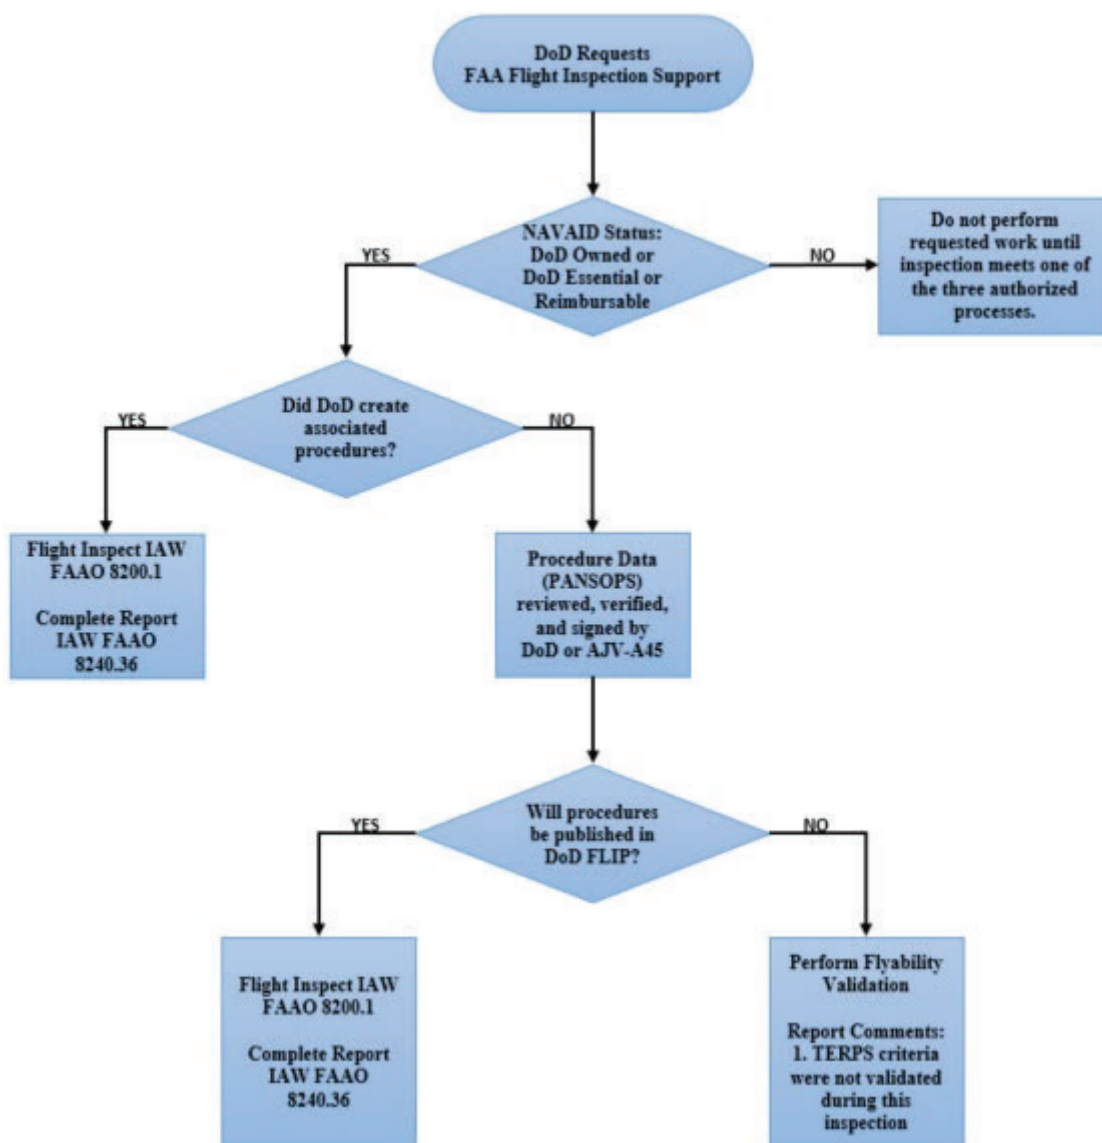 DoD Requests
FAA Flight Inspection Support
NAVAID Status:
DoD Owned or
DoD Essential or
Reimbursable
YES
NO
Do not perform
requested work until
inspection meets one of
the three authorized
processes.
Did DoD create
associated
procedures?
YES
NO
Flight Inspect IAW
FAAO 8200.1
Complete Report
IAW FAAO
8240.36
Procedure Data
(PANSOPS)
reviewed, verified,
and signed by
DoD or AJV-A45
Will procedures
be published in
DoD FLIP?
YES
NO
Flight Inspect IAW
FAAO 8200.1
Complete Report
IAW FAAO
8240.36
Perform Flyability
Validation
Report Comments:
1. TERPS criteria
were not validated
during this
inspection